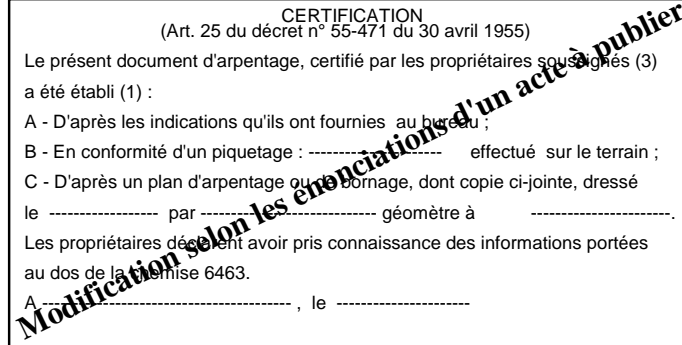 CERTIFICATION
(Art. 25 du décret n° 55-471 du 30 avril 1955)
Le présent document d'arpentage, certifié par les propriétaires soussignés (3)
a été établi (1) :
A - D'après les indications qu'ils ont fournies au bureau ;
B - En conformité d'un piquetage : ---------------------- effectué sur le terrain ;
C - D'après un plan d'arpentage ou de bornage, dont copie ci-jointe, dressé
le ------------------ par ----------------------------- géomètre à -----------------------.
Les propriétaires déclarent avoir pris connaissance des informations portées
au dos de la chemise 6463.
A ----------------------------------------- , le ----------------------
Modification selon les énonciations d'un acte à publier